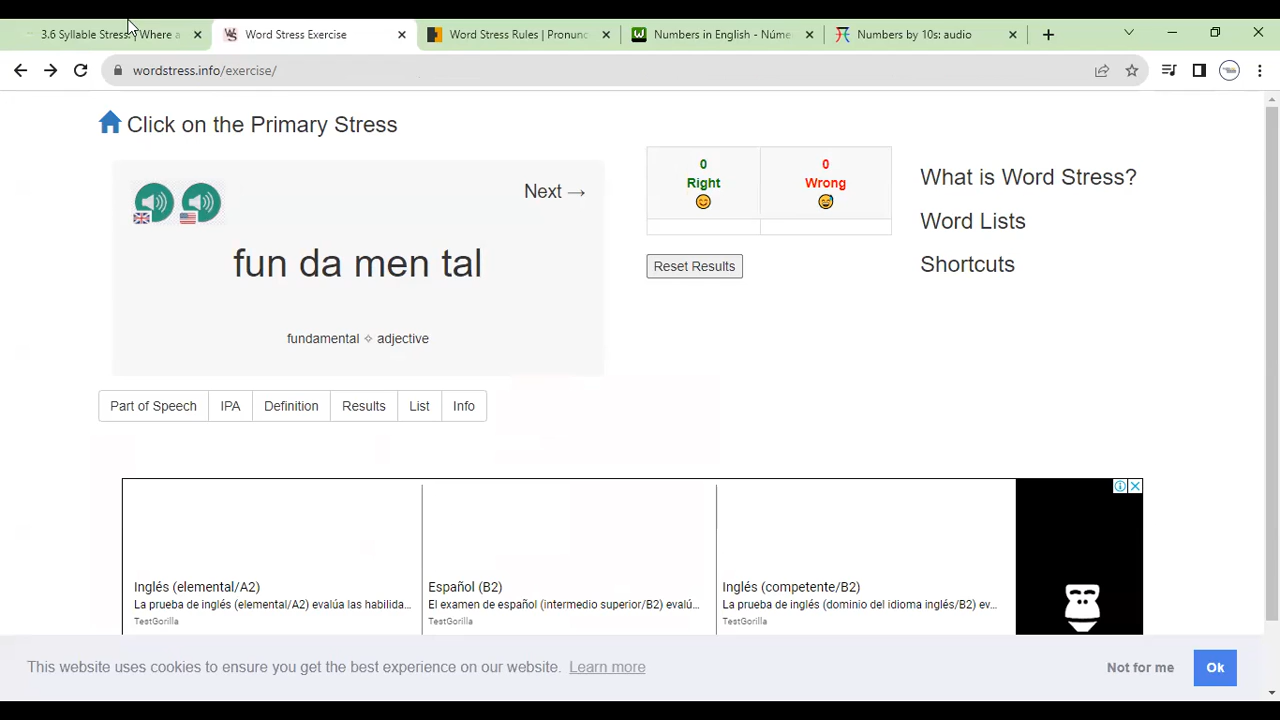 3.6 Syllable Stress: Where a
Word Stress Exercise
Word Stress Rules | Pronunc
Numbers in English - Núme
Numbers by 10s: audio
wordstress.info/exercise/
Click on the Primary Stress
Next →
fun da men tal
fundamental ✧ adjective
0
Right
0
Wrong
Reset Results
What is Word Stress?
Word Lists
Shortcuts
Part of Speech
IPA
Definition
Results
List
Info
Inglés (elemental/A2)
La prueba de inglés (elemental/A2) evalúa las habilida...
TestGorilla
Español (B2)
El examen de español (intermedio superior/B2) evalú...
TestGorilla
Inglés (competente/B2)
La prueba de inglés (dominio del idioma inglés/B2) ev...
TestGorilla
This website uses cookies to ensure you get the best experience on our website. Learn more
Not for me
Ok